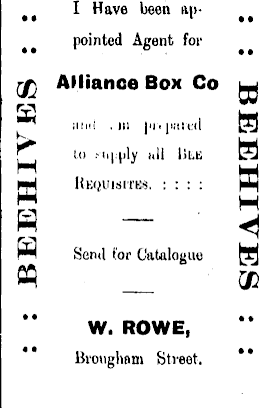 :: BEEHIVES ::
I Have been ap-
pointed Agent for
Alliance Box Co
and am prepared
to supply all BEE
REQUISITES. : : : :
Send for Catalogue
W. ROWE,
Brougham Street.
:: BEEHIVES ::